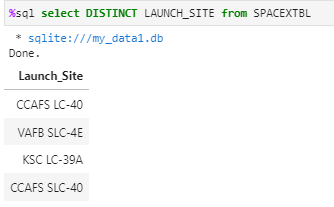 %sql select DISTINCT LAUNCH_SITE from SPACEXTBL
* sqlite:///my_data1.db
Done.
Launch_Site
CCAFS LC-40
VAFB SLC-4E
KSC LC-39A
CCAFS SLC-40